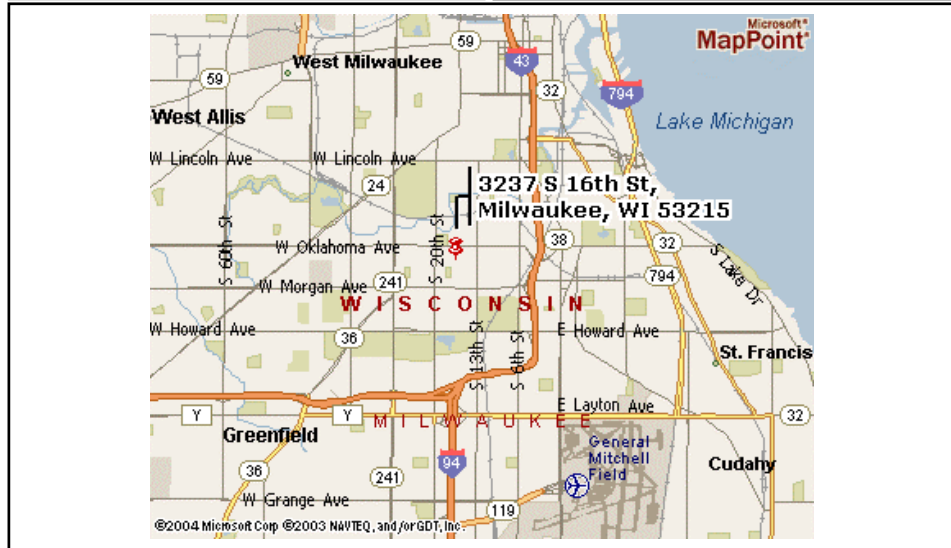 Microsoft®
MapPoint®
59
43
West Milwaukee
59
32
794
West Allis
Lake Michigan
W Lincoln Ave
W Lincoln Ave
24
3237 S 16th St,
Milwaukee, WI 53215
S 60th St
S 20th St
W Oklahoma Ave
38
32
S Lake Dr
794
241
W Morgan Ave
WISCONSIN
W Howard Ave
36
E Howard Ave
S 13th St
S 6th St
St. Francis
Y
Y
E Layton Ave
32
MILWAUKEE
Greenfield
General
Mitchell
Field
94
Cudahy
36
241
W Grange Ave
119
©2004 Microsoft Corp ©2003 NAVTEQ, and/or GDT, Inc.